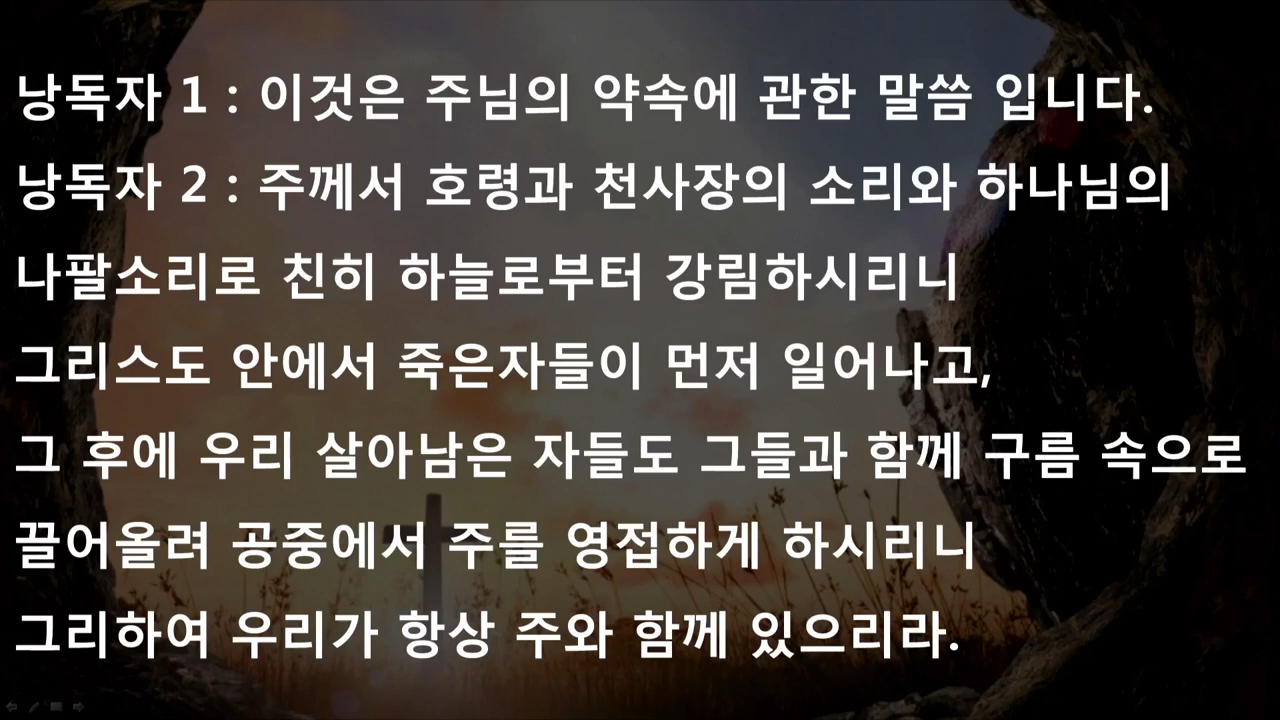 낭독자 1 : 이것은 주님의 약속에 관한 말씀 입니다.
낭독자 2 : 주께서 호령과 천사장의 소리와 하나님의
나팔소리로 친히 하늘로부터 강림하시리니
그리스도 안에서 죽은자들이 먼저 일어나고,
그 후에 우리 살아남은 자들도 그들과 함께 구름 속으로
끌어올려 공중에서 주를 영접하게 하시리니
그리하여 우리가 항상 주와 함께 있으리라.